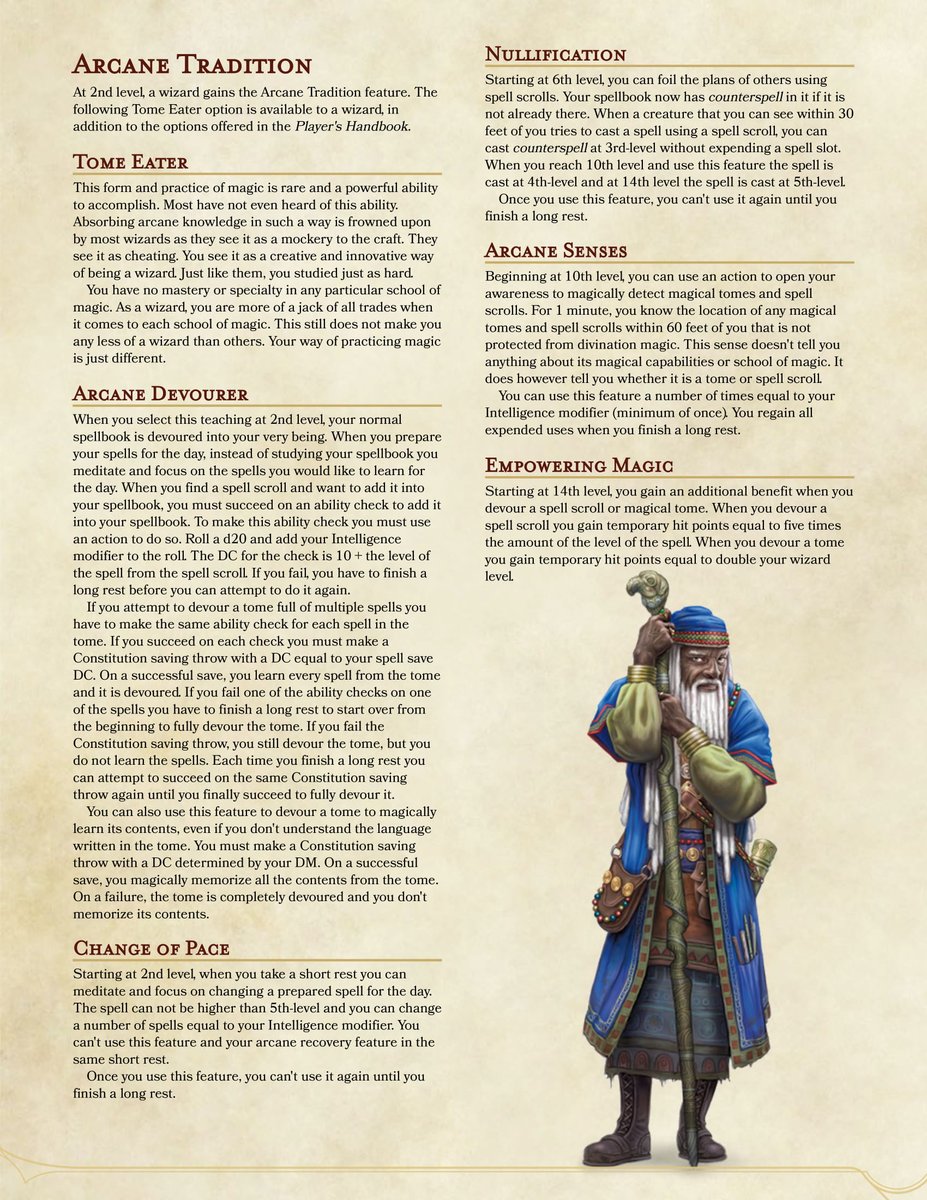 Arcane Tradition
At 2nd level, a wizard gains the Arcane Tradition feature. The
following Tome Eater option is available to a wizard, in
addition to the options offered in the Player's Handbook.
Tome Eater
This form and practice of magic is rare and a powerful ability
to accomplish. Most have not even heard of this ability.
Absorbing arcane knowledge in such a way is frowned upon
by most wizards as they see it as a mockery to the craft. They
see it as cheating. You see it as a creative and innovative way
of being a wizard. Just like them, you studied just as hard.
You have no mastery or specialty in any particular school of
magic. As a wizard, you are more of a jack of all trades when
it comes to each school of magic. This still does not make you
any less of a wizard than others. Your way of practicing magic
is just different.
Arcane Devourer
When you select this teaching at 2nd level, your normal
spellbook is devoured into your very being. When you prepare
your spells for the day, instead of studying your spellbook you
meditate and focus on the spells you would like to learn for
the day. When you find a spell scroll and want to add it into
your spellbook, you must succeed on an ability check to add it
into your spellbook. To make this ability check you must use
an action to do so. Roll a d20 and add your Intelligence
modifier to the roll. The DC for the check is 10 + the level of
the spell from the spell scroll. If you fail, you have to finish a
long rest before you can attempt to do it again.
If you attempt to devour a tome full of multiple spells you
have to make the same ability check for each spell in the
tome. If you succeed on each check you must make a
Constitution saving throw with a DC equal to your spell save
DC. On a successful save, you learn every spell from the tome
and it is devoured. If you fail one of the ability checks on one
of the spells you have to finish a long rest to start over from
the beginning to fully devour the tome. If you fail the
Constitution saving throw, you still devour the tome, but you
do not learn the spells. Each time you finish a long rest you
can attempt to succeed on the same Constitution saving
throw again until you finally succeed to fully devour it.
You can also use this feature to devour a tome to magically
learn its contents, even if you don't understand the language
written in the tome. You must make a Constitution saving
throw with a DC determined by your DM. On a successful
save, you magically memorize all the contents from the tome.
On a failure, the tome is completely devoured and you don't
memorize its contents.
Change of Pace
Starting at 2nd level, when you take a short rest you can
meditate and focus on changing a prepared spell for the day.
The spell can not be higher than 5th-level and you can change
a number of spells equal to your Intelligence modifier. You
can't use this feature and your arcane recovery feature in the
same short rest.
Once you use this feature, you can't use it again until you
finish a long rest.
Nullification
Starting at 6th level, you can foil the plans of others using
spell scrolls. Your spellbook now has counterspell in it if it is
not already there. When a creature that you can see within 30
feet of you tries to cast a spell using a spell scroll, you can
cast counterspell at 3rd-level without expending a spell slot.
When you reach 10th level and use this feature the spell is
cast at 4th-level and at 14th level the spell is cast at 5th-level.
Once you use this feature, you can't use it again until you
finish a long rest.
Arcane Senses
Beginning at 10th level, you can use an action to open your
awareness to magically detect magical tomes and spell
scrolls. For 1 minute, you know the location of any magical
tomes and spell scrolls within 60 feet of you that is not
protected from divination magic. This sense doesn't tell you
anything about its magical capabilities or school of magic. It
does however tell you whether it is a tome or spell scroll.
You can use this feature a number of times equal to your
Intelligence modifier (minimum of once). You regain all
expended uses when you finish a long rest.
Empowering Magic
Starting at 14th level, you gain an additional benefit when you
devour a spell scroll or magical tome. When you devour a
spell scroll you gain temporary hit points equal to five times
the amount of the level of the spell. When you devour a tome
you gain temporary hit points equal to double your wizard
level.